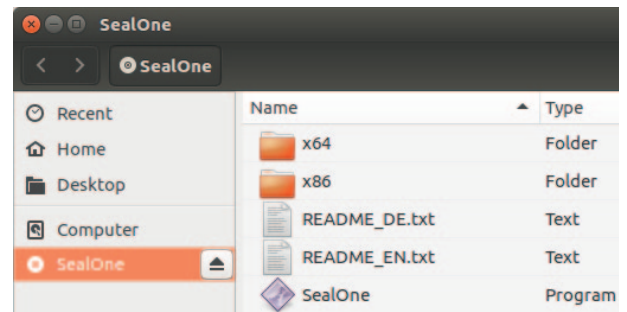 SealOne
SealOne
Recent
Home
Desktop
Computer
SealOne
Name Type
x64 Folder
x86 Folder
README_DE.txt Text
README_EN.txt Text
SealOne Program